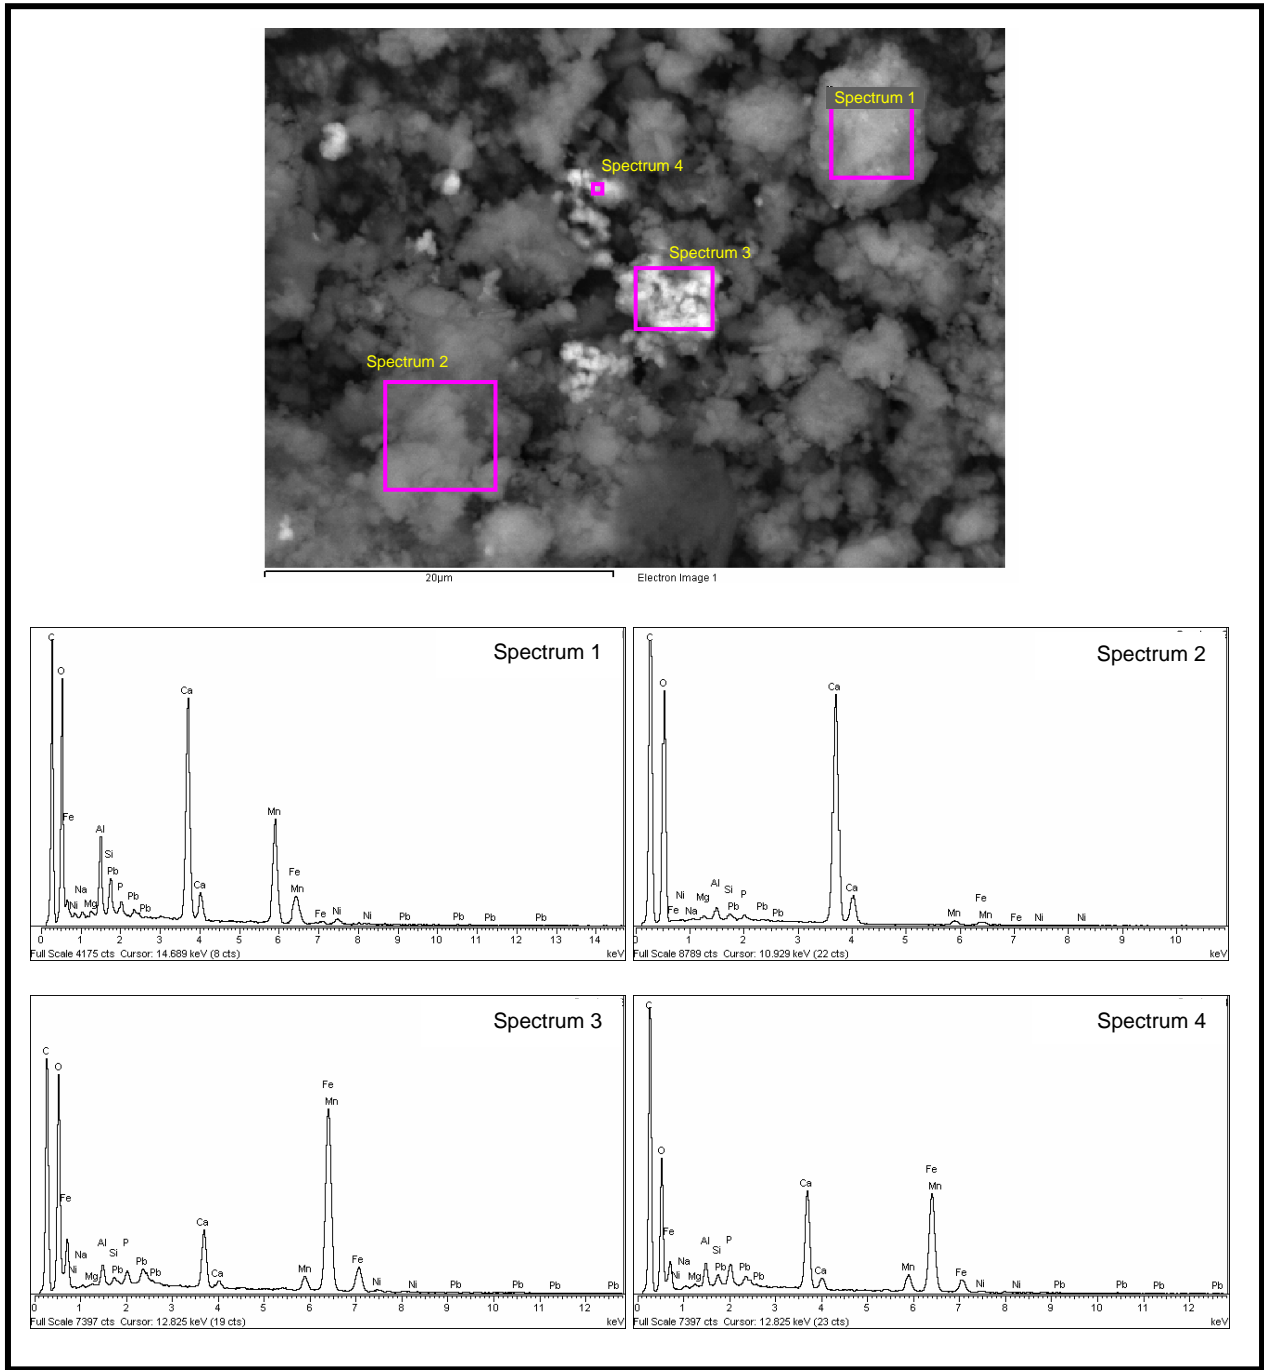 Spectrum 1
Spectrum 4
Spectrum 3
Spectrum 2
20µm
Electron Image 1
Spectrum 1
C
O
Ca
Fe
Mn
Al
Si
Pb
Fe
Na
P
Pb
Ca
Mn
Ni
Mg
Pb
Fe
Ni
Ni
Pb
Pb
Pb
Pb
0 1 2 3 4 5 6 7 8 9 10 11 12 13 14
Full Scale 4175 cts Cursor: 14.689 keV (8 cts)
keV
Spectrum 2
C
O
Ca
Ni
Mg
Al
Si
P
Ca
Fe
Fe
Na
Pb
Pb
Pb
Mn
Mn
Fe
Ni
Ni
0 1 2 3 4 5 6 7 8 9 10
Full Scale 8789 cts Cursor: 10.929 keV (22 cts)
keV
Spectrum 3
C
O
Fe
Mn
Fe
Ca
Na
Al
Si
P
Ni
Mg
Pb
Pb
Pb
Ca
Mn
Fe
Ni
Ni
Pb
Pb
Pb
Pb
0 1 2 3 4 5 6 7 8 9 10 11 12
Full Scale 7397 cts Cursor: 12.825 keV (19 cts)
keV
Spectrum 4
C
O
Fe
Mn
Ca
Fe
Na
Al
Si
P
Ni
Mg
Pb
Pb
Pb
Ca
Mn
Fe
Ni
Ni
Pb
Pb
Pb
Pb
0 1 2 3 4 5 6 7 8 9 10 11 12
Full Scale 7397 cts Cursor: 12.825 keV (23 cts)
keV